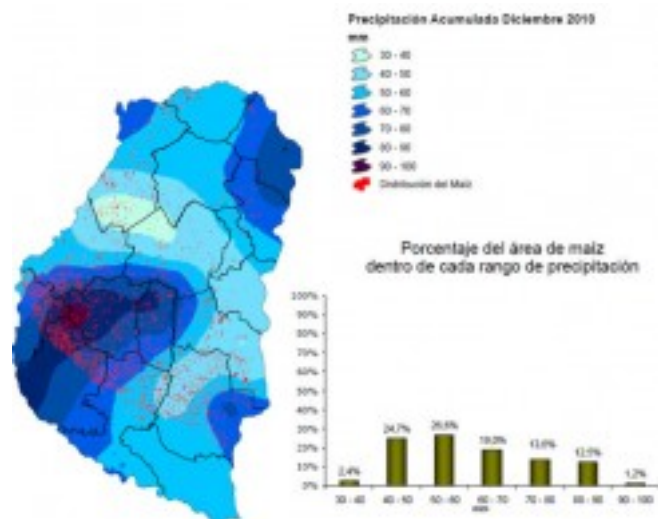 Precipitación Acumulado Diciembre 2010
mm
30 - 40
40 - 50
50 - 60
60 - 70
70 - 80
80 - 90
90 - 100
Distribución del Maíz
Porcentaje del área de maíz
dentro de cada rango de precipitación
100%
90%
80%
70%
60%
50%
40%
30%
20%
10%
0%
2,4%
24,7%
26,6%
19,0%
13,6%
12,5%
1,2%
30 - 40
40 - 50
50 - 60
60 - 70
70 - 80
80 - 90
90 - 100
mm